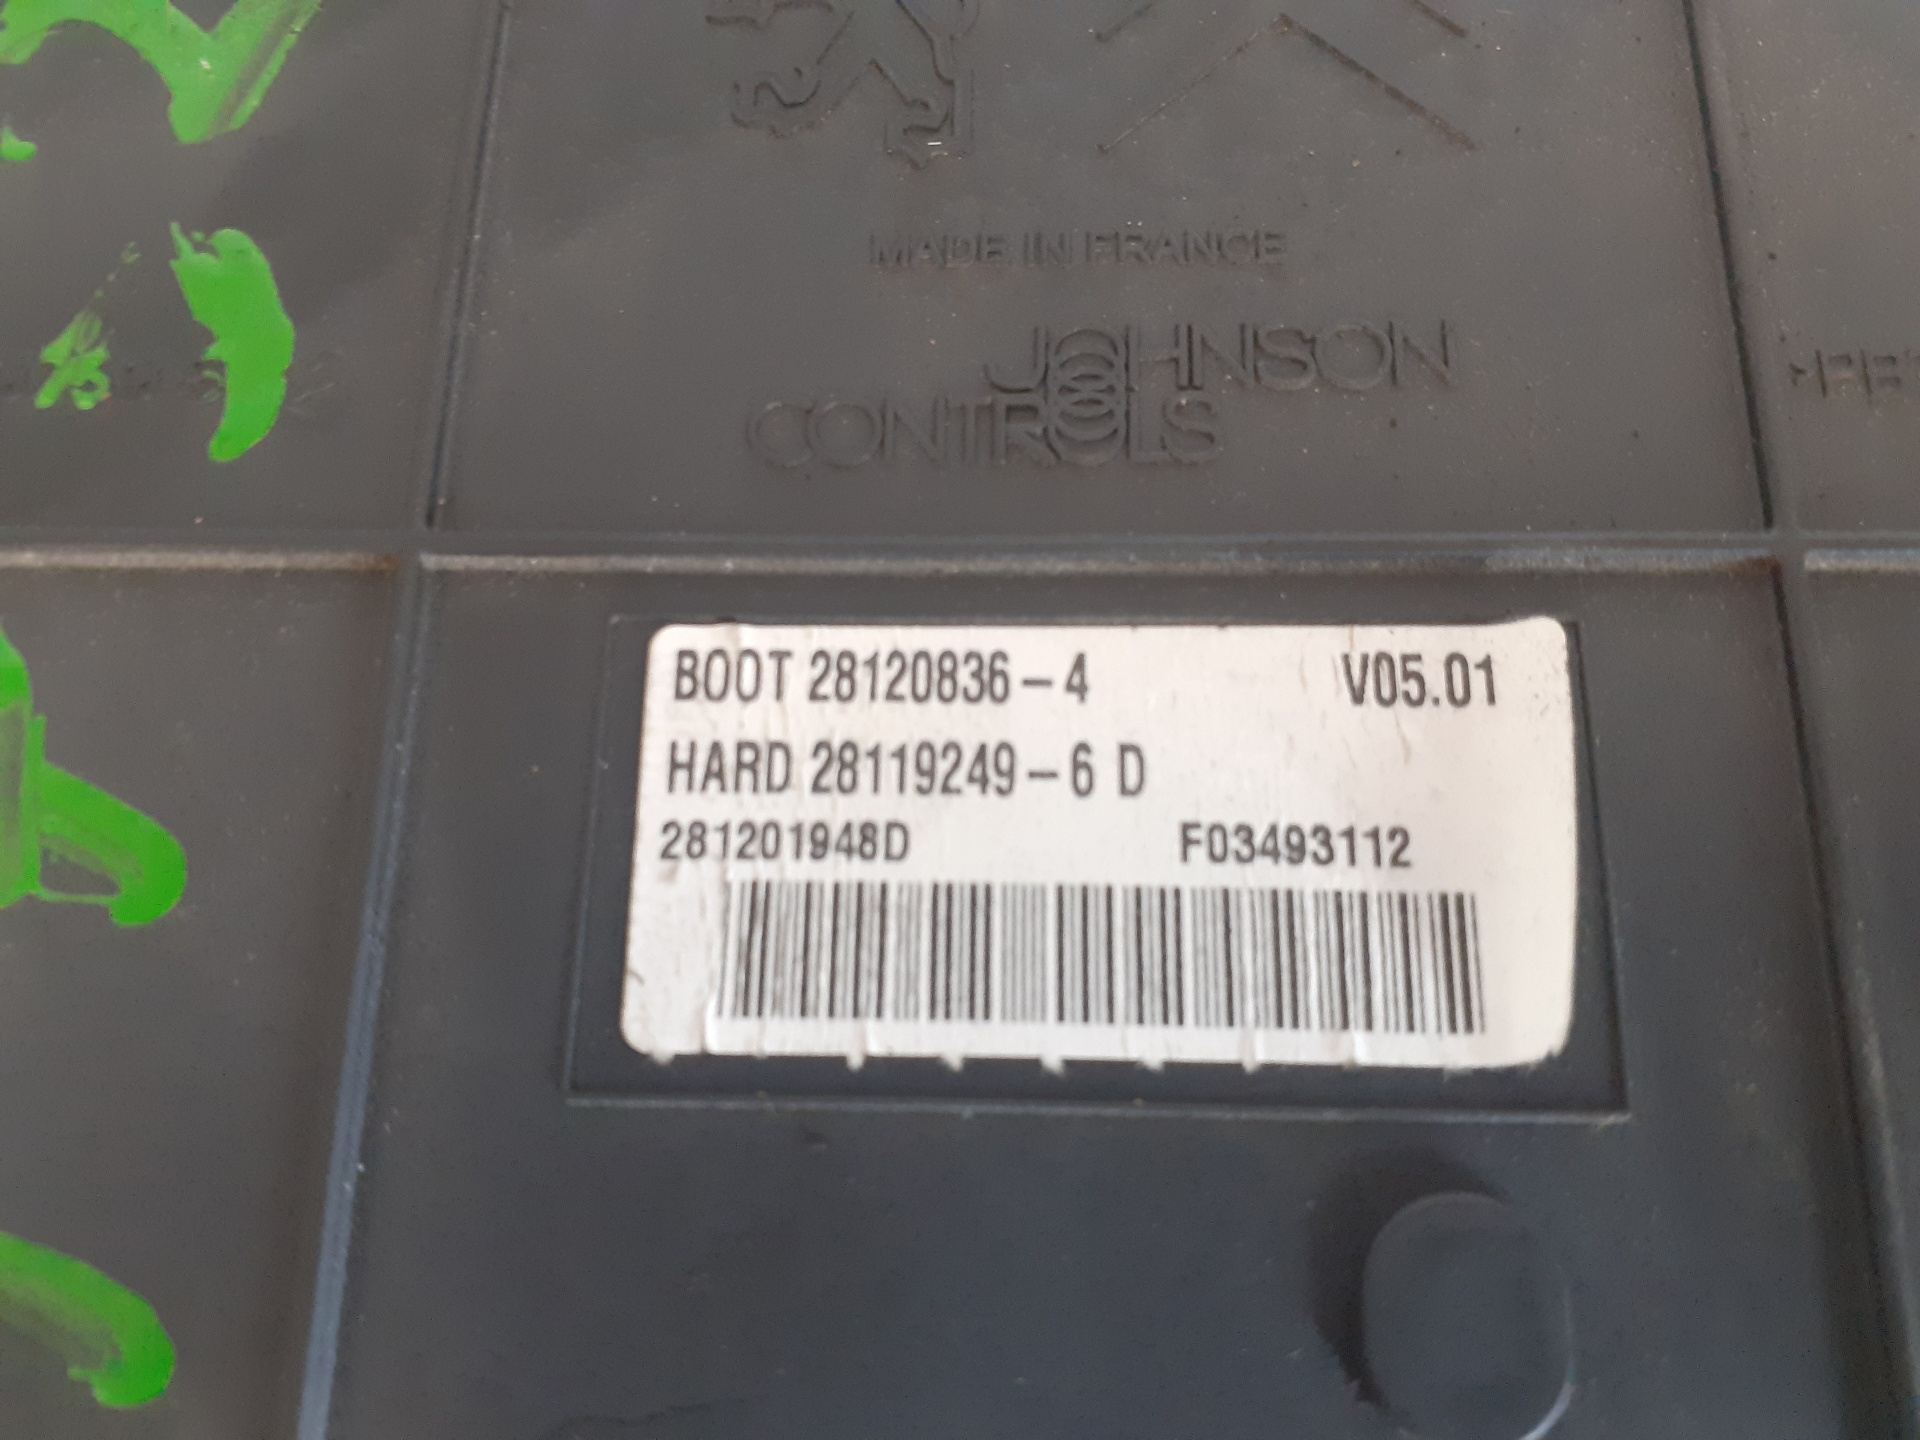 MADE IN FRANCE
JOHNSON
CONTROLS
BOOT 28120836-4 V05.01
HARD 28119249-6 D
281201948D F03493112